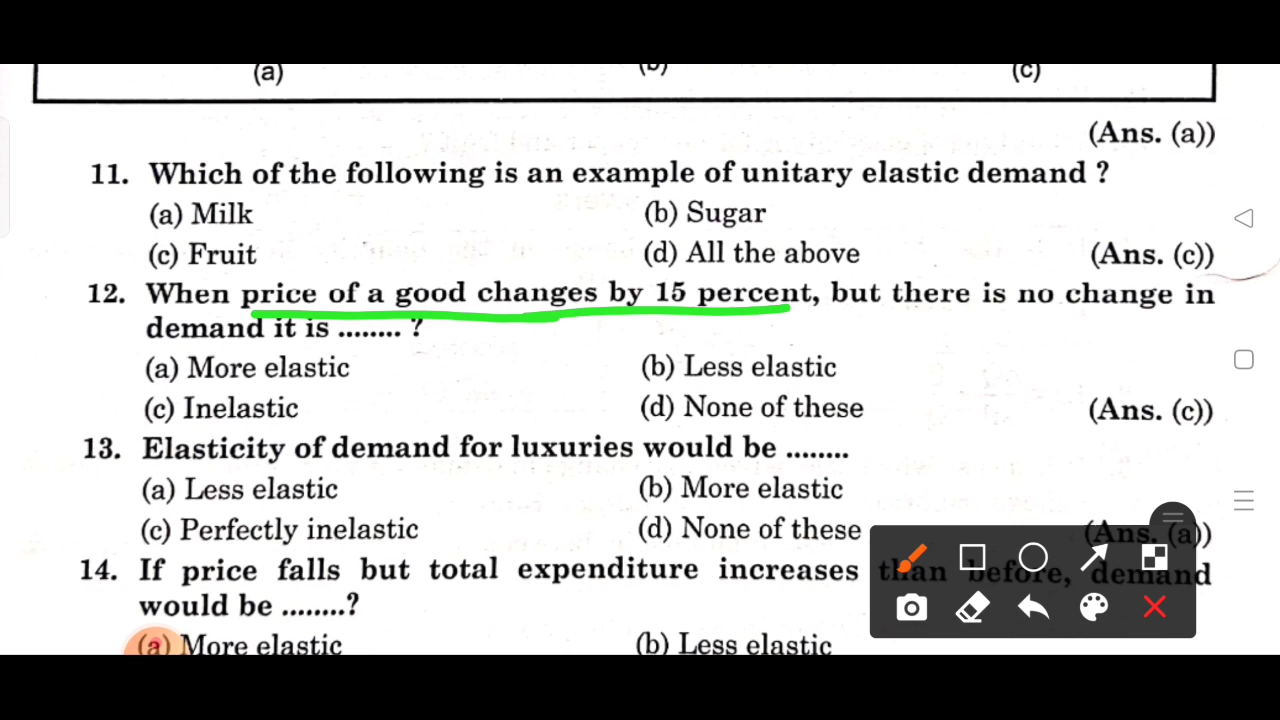 (a) (b) (c)
(Ans. (a))
11. Which of the following is an example of unitary elastic demand ?
(a) Milk (b) Sugar
(c) Fruit (d) All the above (Ans. (c))
12. When price of a good changes by 15 percent, but there is no change in
demand it is ........ ?
(a) More elastic (b) Less elastic
(c) Inelastic (d) None of these (Ans. (c))
13. Elasticity of demand for luxuries would be ........
(a) Less elastic (b) More elastic
(c) Perfectly inelastic (d) None of these (Ans. (a))
14. If price falls but total expenditure increases than before, demand
would be ........?
(a) More elastic (b) Less elastic